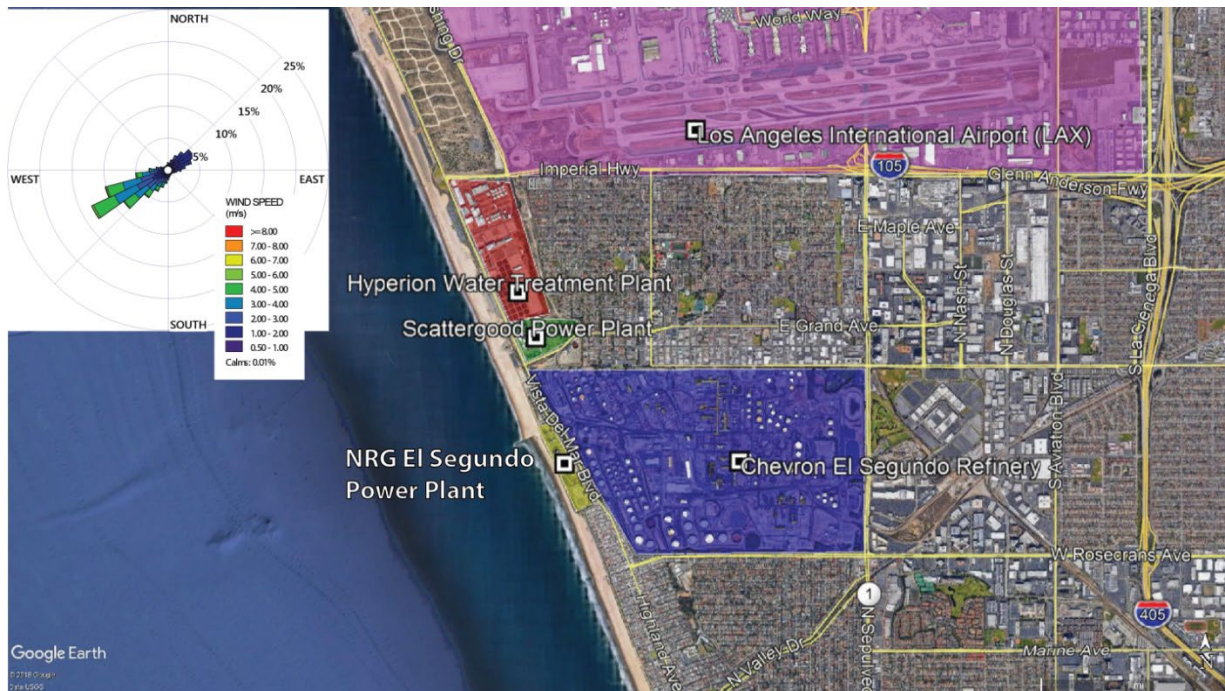 NORTH
25%
20%
15%
10%
5%
WEST
EAST
SOUTH
WIND SPEED
(m/s)
>=8.00
7.00 - 8.00
6.00 - 7.00
5.00 - 6.00
4.00 - 5.00
3.00 - 4.00
2.00 - 3.00
1.00 - 2.00
0.50 - 1.00
Calms: 0.01%
World Way
Los Angeles International Airport (LAX)
Imperial Hwy
105
Glenn Anderson Fwy
E Maple Ave
Hyperion Water Treatment Plant
N Nash St
N Douglas St
S La Cienega Blvd
Scattergood Power Plant
E Grand Ave
Vista Del Mar Blvd
S Aviation Blvd
NRG El Segundo
Power Plant
Chevron El Segundo Refinery
W Rosecrans Ave
1
405
Highland Ave
N Valley Dr
Marine Ave
Google Earth
N